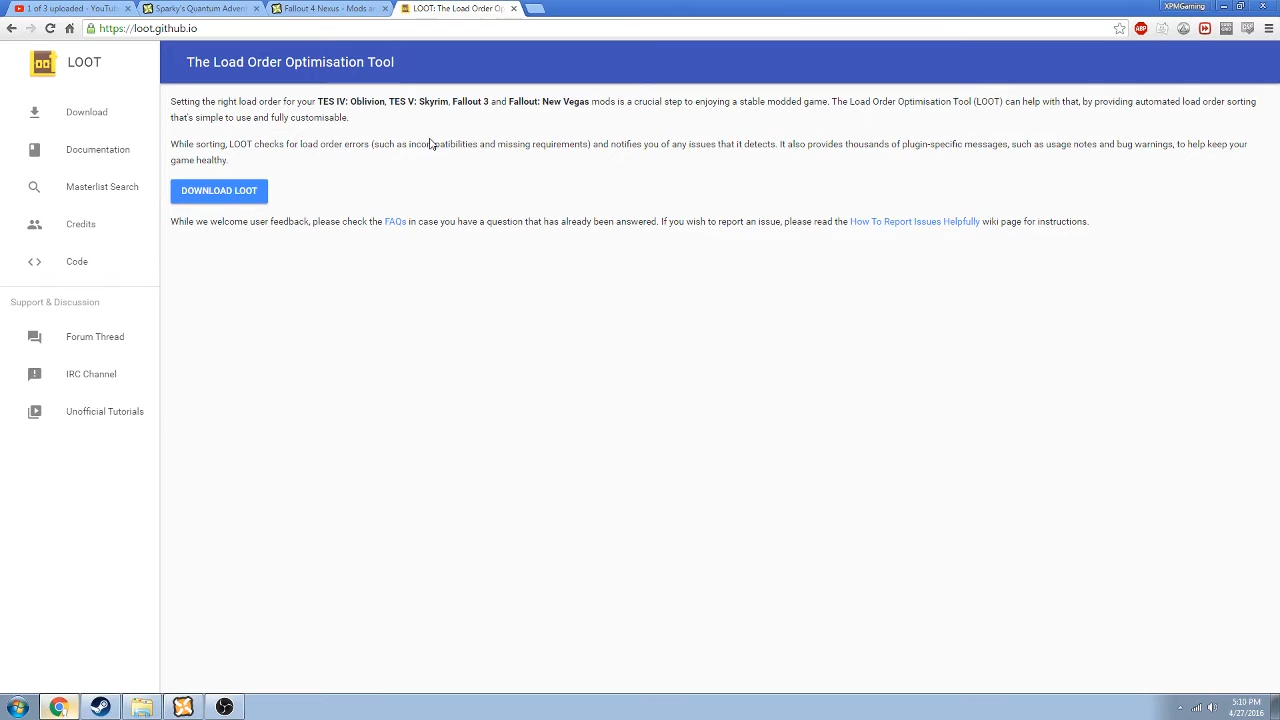 1 of 3 uploaded - YouTub
Sparky's Quantum Adven
Fallout 4 Nexus - Mods an
LOOT: The Load Order Op
XPMGaming
https://loot.github.io
ABP
LOOT
The Load Order Optimisation Tool
Download
Documentation
Masterlist Search
Credits
Code
Support & Discussion
Forum Thread
IRC Channel
Unofficial Tutorials
Setting the right load order for your TES IV: Oblivion, TES V: Skyrim, Fallout 3 and Fallout: New Vegas mods is a crucial step to enjoying a stable modded game. The Load Order Optimisation Tool (LOOT) can help with that, by providing automated load order sorting
that's simple to use and fully customisable.
While sorting, LOOT checks for load order errors (such as incompatibilities and missing requirements) and notifies you of any issues that it detects. It also provides thousands of plugin-specific messages, such as usage notes and bug warnings, to help keep your
game healthy.
DOWNLOAD LOOT
While we welcome user feedback, please check the FAQs in case you have a question that has already been answered. If you wish to report an issue, please read the How To Report Issues Helpfully wiki page for instructions.
5:10 PM
4/27/2016